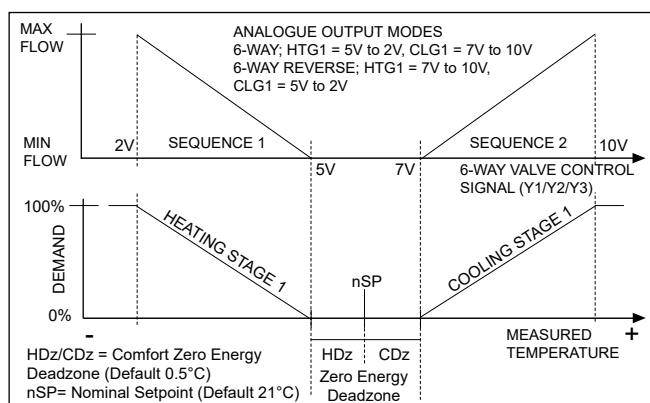 MAX
FLOW
ANALOGUE OUTPUT MODES
6-WAY; HTG1 = 5V to 2V, CLG1 = 7V to 10V
6-WAY REVERSE; HTG1 = 7V to 10V,
CLG1 = 5V to 2V
MIN
FLOW
2V
SEQUENCE 1
SEQUENCE 2
10V
5V
7V
6-WAY VALVE CONTROL
SIGNAL (Y1/Y2/Y3)
100%
DEMAND
0%
HEATING STAGE 1
nSP
COOLING STAGE 1
-
HDz
CDz
MEASURED
TEMPERATURE
+
Zero Energy
Deadzone
HDz/CDz = Comfort Zero Energy
Deadzone (Default 0.5°C)
nSP= Nominal Setpoint (Default 21°C)